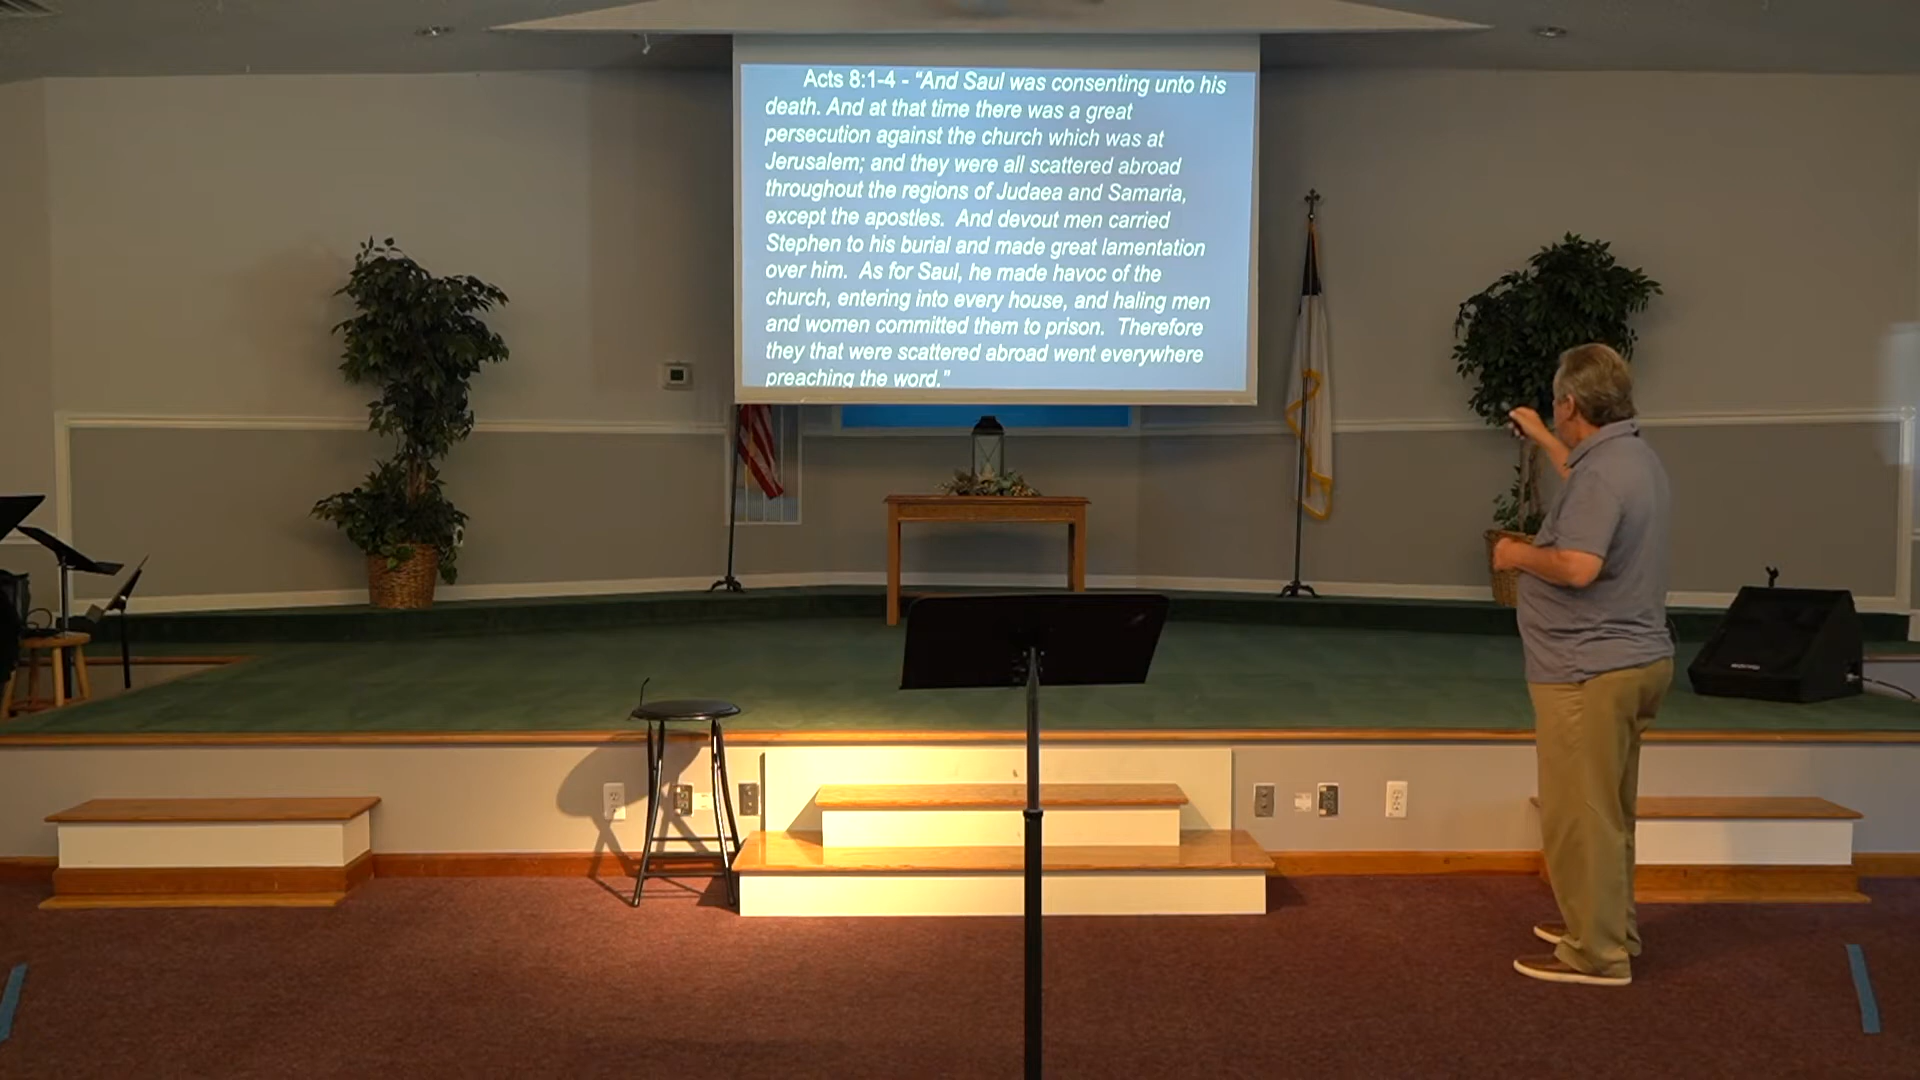 Acts 8:1-4 - “And Saul was consenting unto his
death. And at that time there was a great
persecution against the church which was at
Jerusalem; and they were all scattered abroad
throughout the regions of Judaea and Samaria,
except the apostles. And devout men carried
Stephen to his burial and made great lamentation
over him. As for Saul, he made havoc of the
church, entering into every house, and haling men
and women committed them to prison. Therefore
they that were scattered abroad went everywhere
preaching the word.”